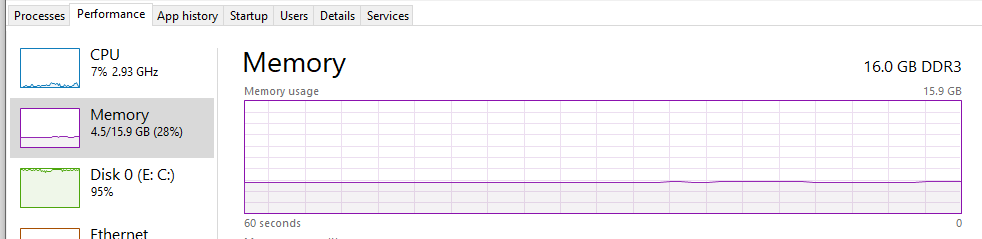 Processes Performance App history Startup Users Details Services
CPU
7% 2.93 GHz
Memory
4.5/15.9 GB (28%)
Disk 0 (E: C:)
95%
Ethernet
Memory 16.0 GB DDR3
Memory usage 15.9 GB
60 seconds 0